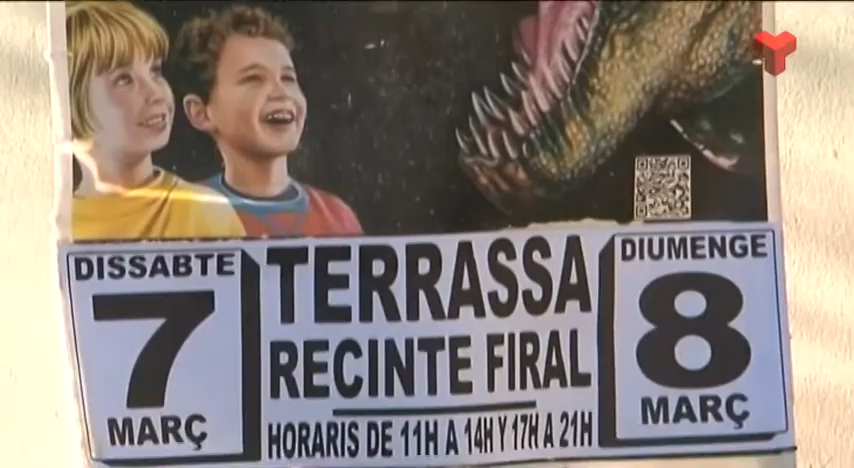 DISSABTE
7
MARÇ
TERRASSA
RECINTE FIRAL
HORARIS DE 11H A 14H Y 17H A 21H
DIUMENGE
8
MARÇ